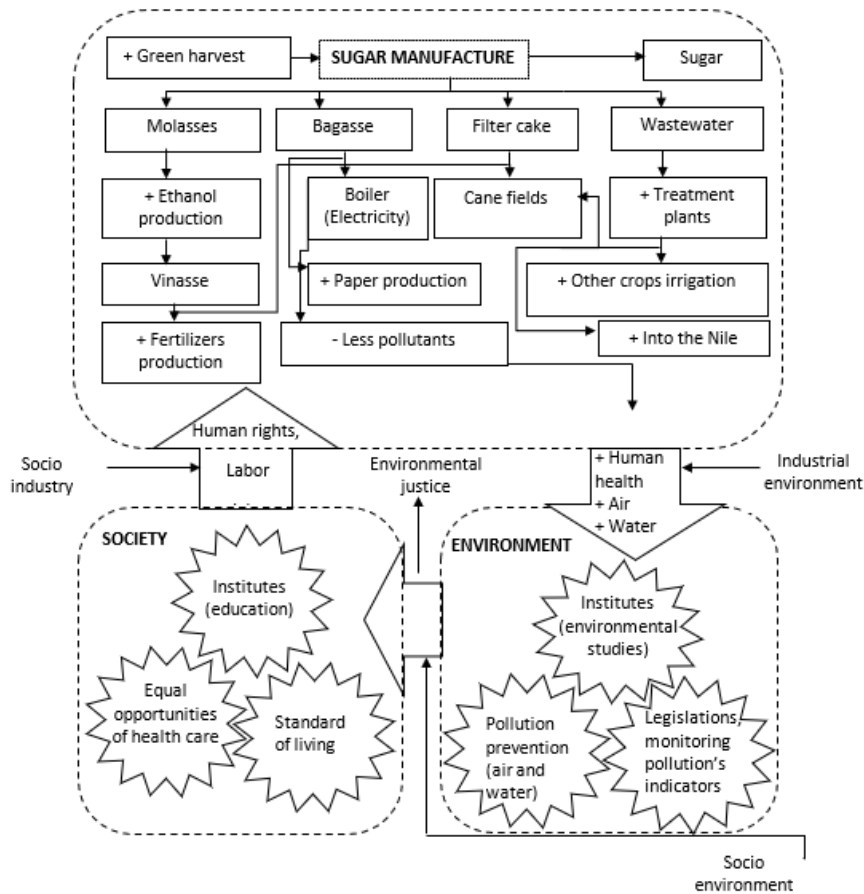 + Green harvest
SUGAR MANUFACTURE
Sugar
Molasses
Bagasse
Filter cake
Wastewater
+ Ethanol
production
Boiler
(Electricity)
Cane fields
+ Treatment
plants
Vinasse
+ Paper production
+ Other crops irrigation
+ Fertilizers
production
- Less pollutants
+ Into the Nile
Human rights,
Labor
Socio
industry
Environmental
justice
+ Human
health
+ Air
+ Water
Industrial
environment
SOCIETY
Institutes
(education)
Equal
opportunities
of health care
Standard
of living
ENVIRONMENT
Institutes
(environmental
studies)
Pollution
prevention
(air and
water)
Legislations,
monitoring
pollution's
indicators
Socio
environment